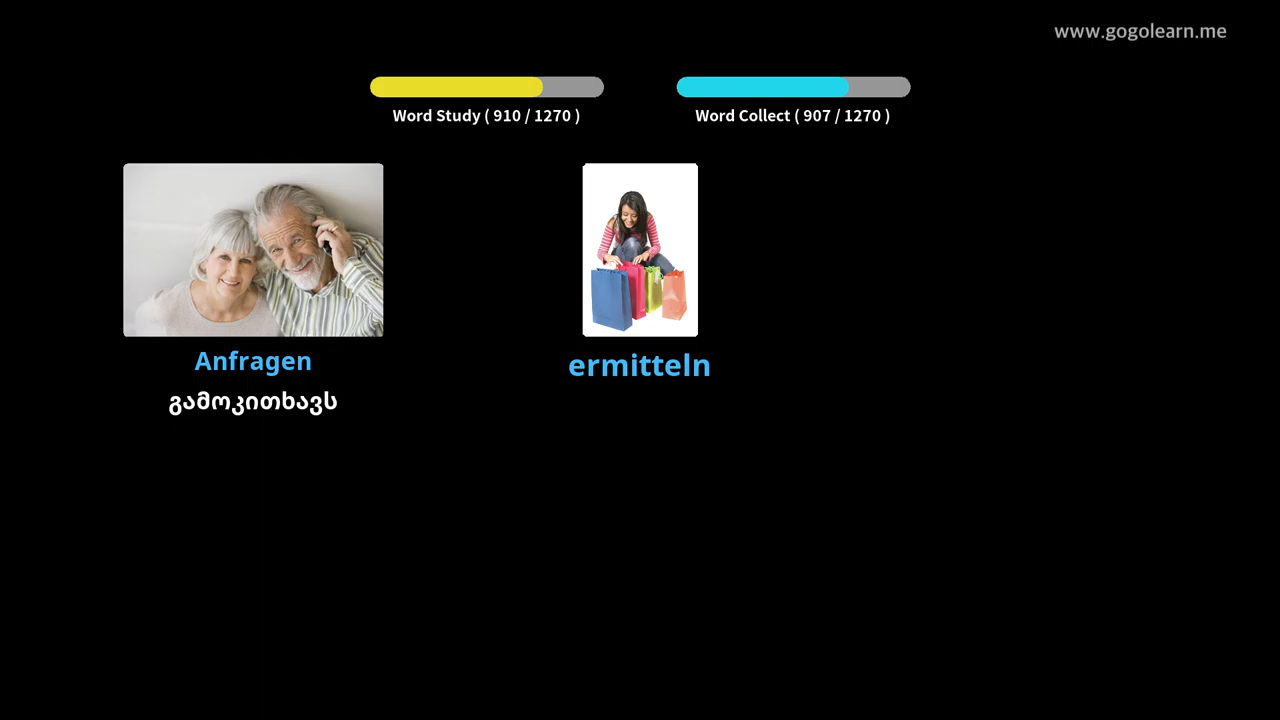 www.gogolearn.me
Word Study ( 910 / 1270 )
Word Collect ( 907 / 1270 )
Anfragen
გამოკითხავს
ermitteln